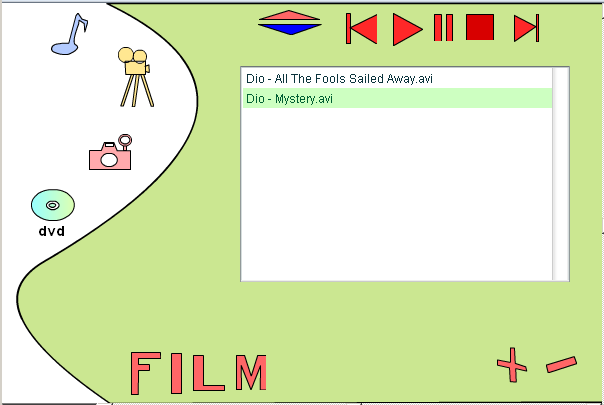 Dio - All The Fools Sailed Away.avi
Dio - Mystery.avi
dvd
FILM